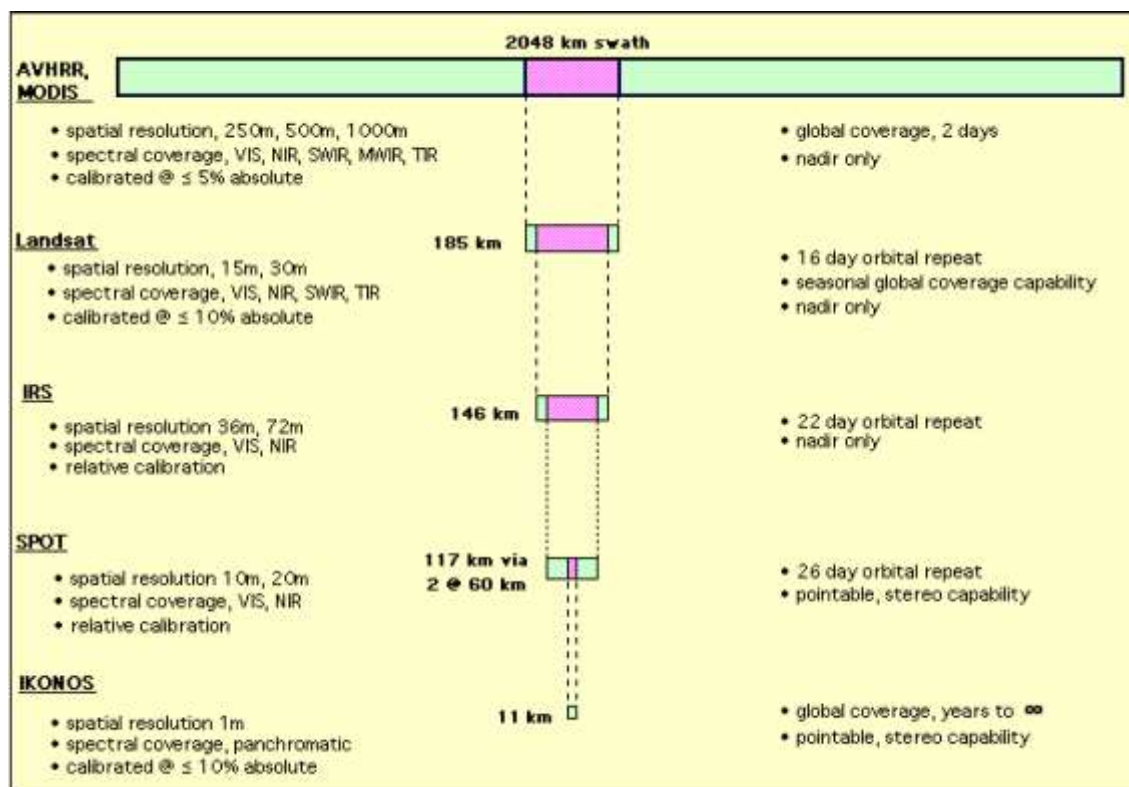 2048 km swath
AVHRR,
MODIS
• spatial resolution, 250m, 500m, 1000m
• spectral coverage, VIS, NIR, SWIR, MWIR, TIR
• calibrated @ ≤ 5% absolute
• global coverage, 2 days
• nadir only
Landsat
185 km
• spatial resolution, 15m, 30m
• spectral coverage, VIS, NIR, SWIR, TIR
• calibrated @ ≤ 10% absolute
• 16 day orbital repeat
• seasonal global coverage capability
• nadir only
IRS
146 km
• spatial resolution 36m, 72m
• spectral coverage, VIS, NIR
• relative calibration
• 22 day orbital repeat
• nadir only
SPOT
117 km via
2 @ 60 km
• spatial resolution 10m, 20m
• spectral coverage, VIS, NIR
• relative calibration
• 26 day orbital repeat
• pointable, stereo capability
IKONOS
11 km
• spatial resolution 1m
• spectral coverage, panchromatic
• calibrated @ ≤ 10% absolute
• global coverage, years to ∞
• pointable, stereo capability